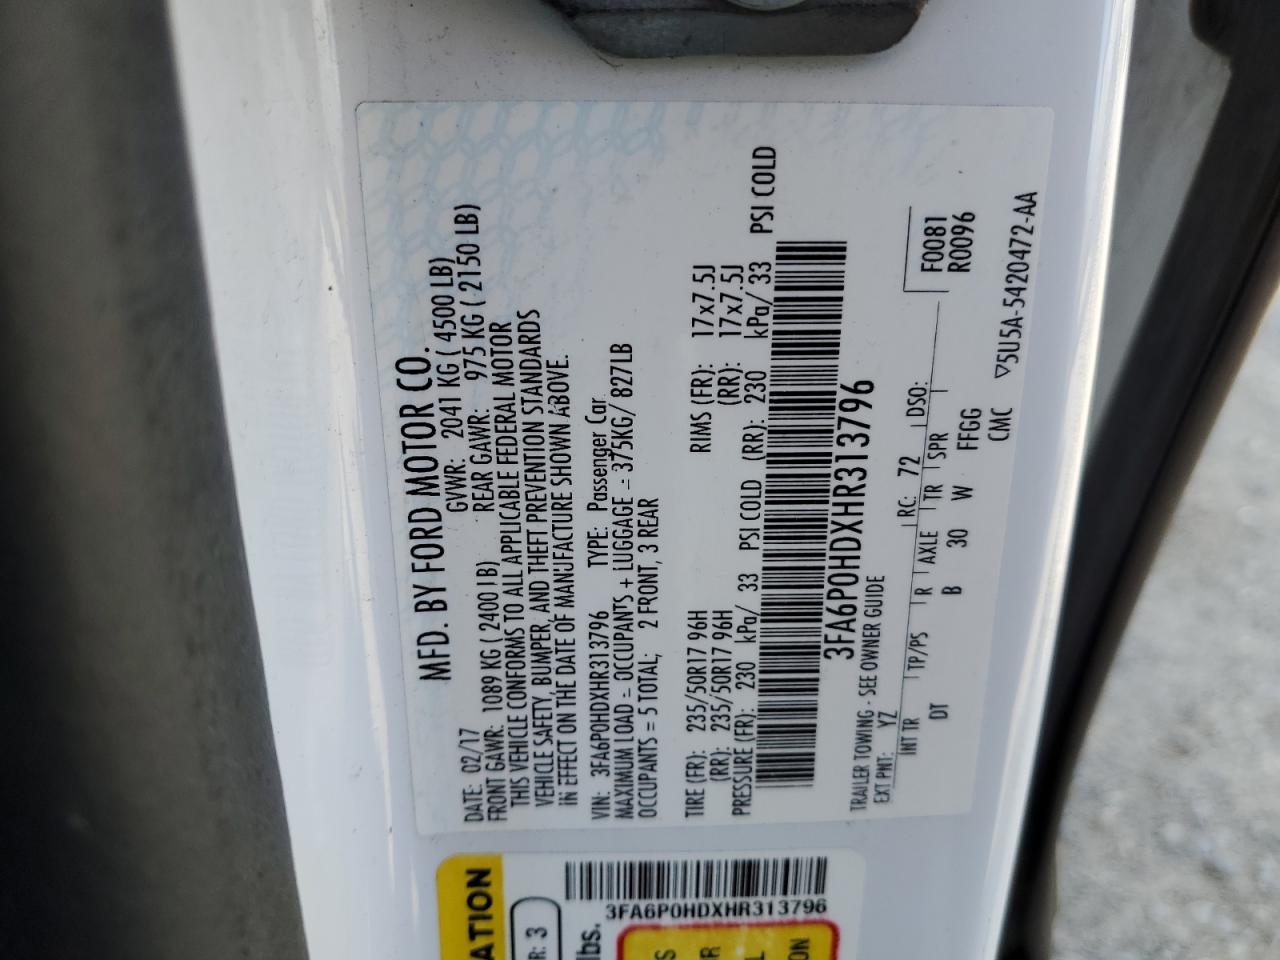 MFD. BY FORD MOTOR CO.
DATE: 02/17 GVWR: 2041 KG ( 4500 LB)
FRONT GAWR: 1089 KG ( 2400 LB) REAR GAWR: 975 KG ( 2150 LB)
THIS VEHICLE CONFORMS TO ALL APPLICABLE FEDERAL MOTOR
VEHICLE SAFETY, BUMPER, AND THEFT PREVENTION STANDARDS
IN EFFECT ON THE DATE OF MANUFACTURE SHOWN ABOVE.
VIN: 3FA6P0HDXHR313796 TYPE: Passenger Car
MAXIMUM LOAD = OCCUPANTS + LUGGAGE = 375KG/ 827LB
OCCUPANTS = 5 TOTAL; 2 FRONT, 3 REAR
TIRE (FR): 235/50R17 96H RIMS (FR): 17x7.5J
(RR): 235/50R17 96H (RR): 17x7.5J
PRESSURE (FR): 230 kPa/ 33 PSI COLD (RR): 230 kPa/ 33 PSI COLD
3FA6P0HDXHR313796
TRAILER TOWING - SEE OWNER GUIDE
EXT PNT: YZ RC: 72 DSO:
INT TR TP/PS R AXLE TR SPR
DT B 30 W FFGG
F0081
R0096
CMC ▽5U5A-5420472-AA
3FA6P0HDXHR313796
ATION
R: 3
lbs.
S
R
L
ON